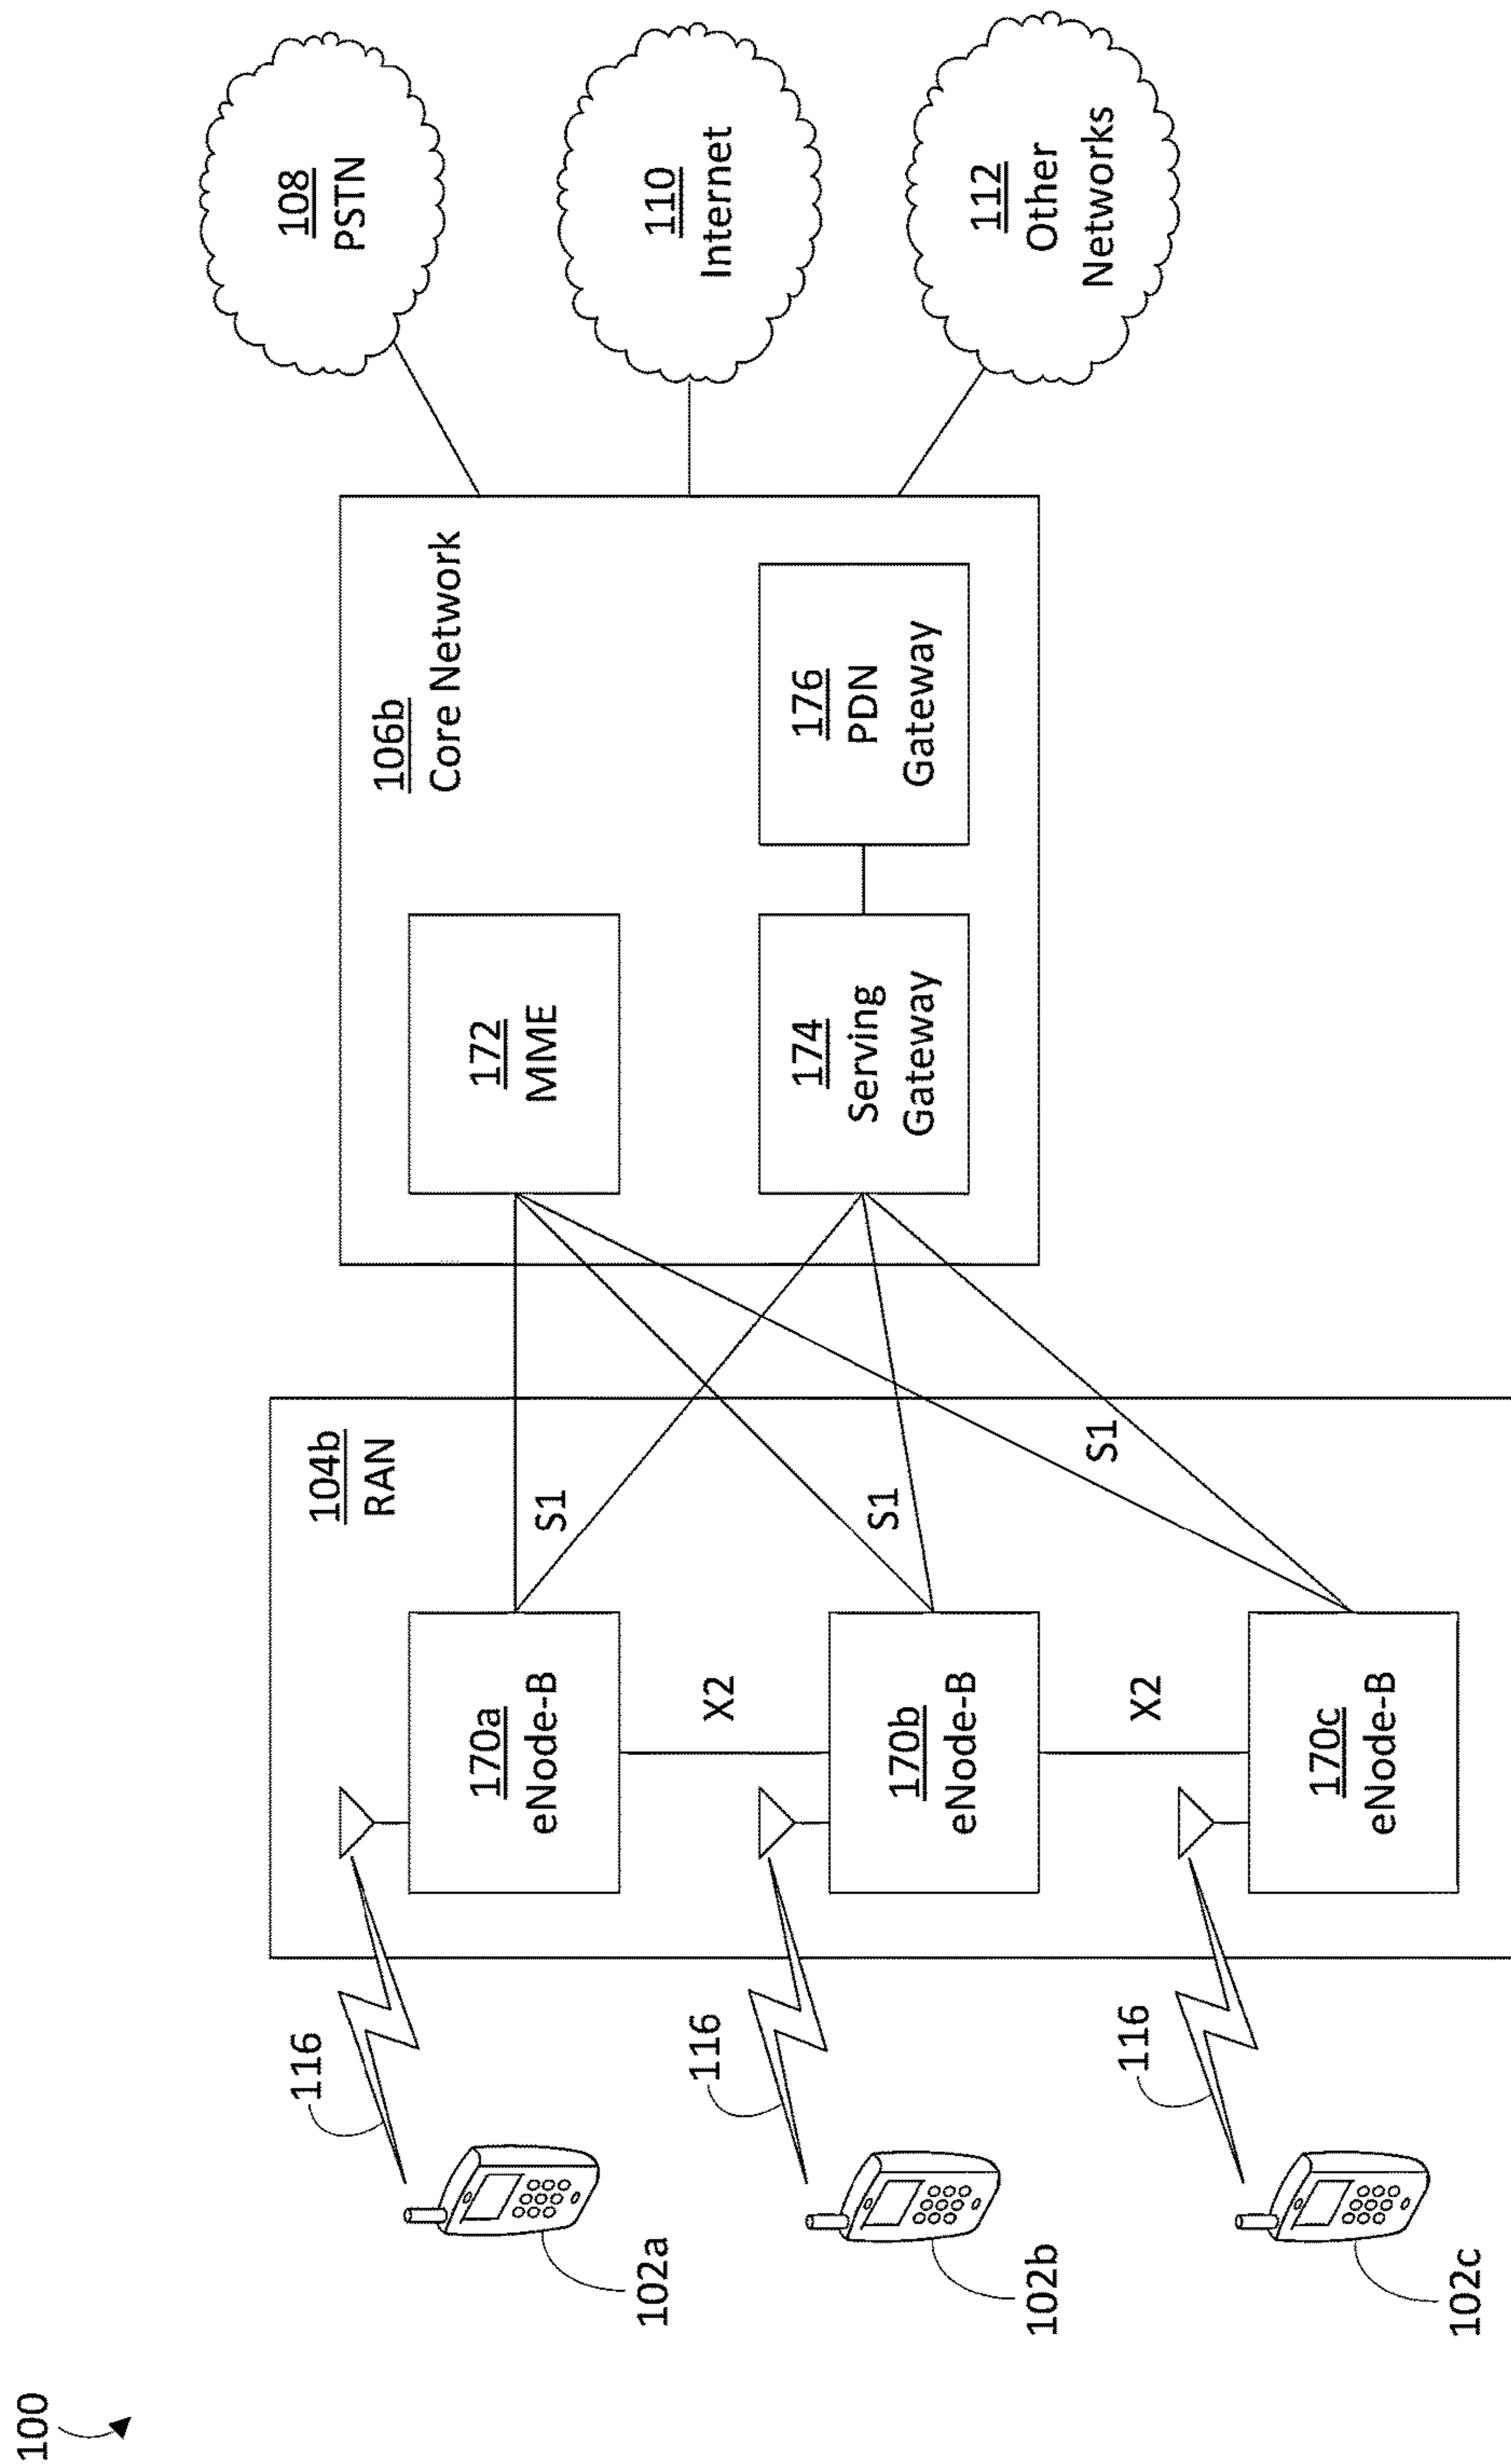 100
102a
116
102b
116
102c
116
104b
RAN
170a
eNode-B
X2
170b
eNode-B
X2
170c
eNode-B
S1
S1
S1
106b
Core Network
172
MME
174
Serving
Gateway
176
PDN
Gateway
108
PSTN
110
Internet
112
Other
Networks